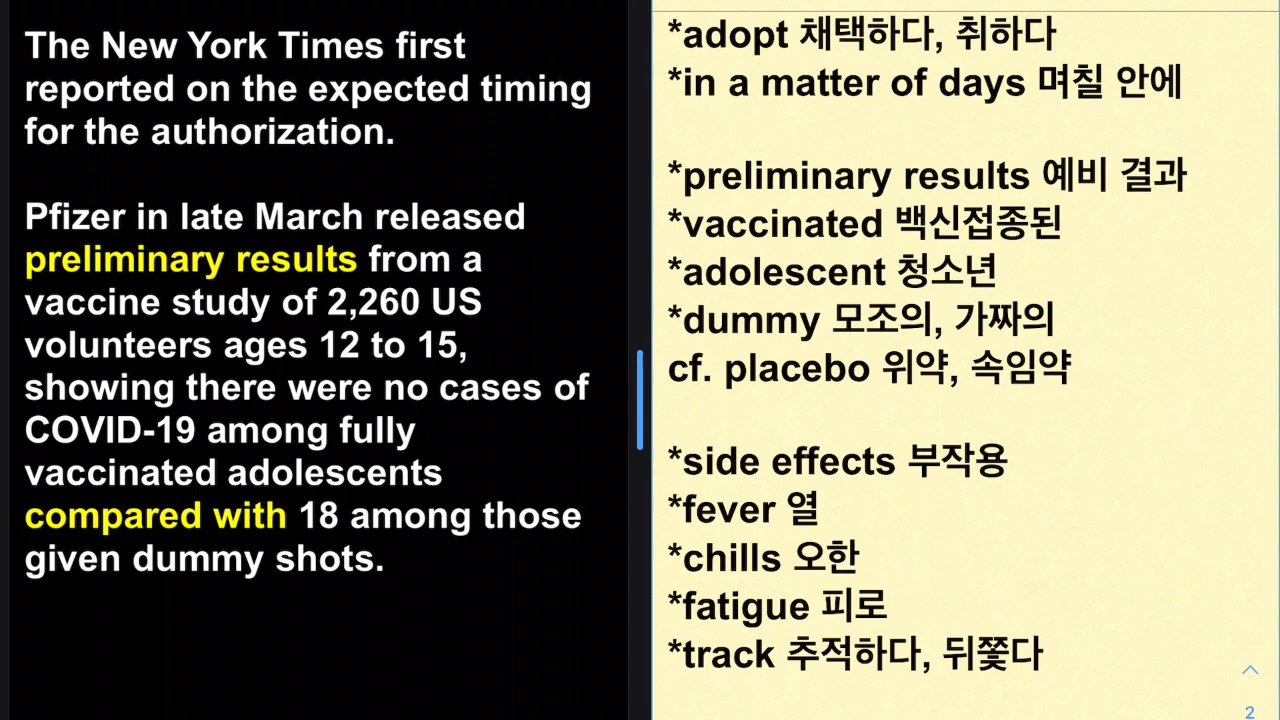 The New York Times first
reported on the expected timing
for the authorization.
Pfizer in late March released
preliminary results from a
vaccine study of 2,260 US
volunteers ages 12 to 15,
showing there were no cases of
COVID-19 among fully
vaccinated adolescents
compared with 18 among those
given dummy shots.
*adopt 채택하다, 취하다
*in a matter of days 며칠 안에
*preliminary results 예비 결과
*vaccinated 백신접종된
*adolescent 청소년
*dummy 모조의, 가짜의
cf. placebo 위약, 속임약
*side effects 부작용
*fever 열
*chills 오한
*fatigue 피로
*track 추적하다, 뒤쫓다
2